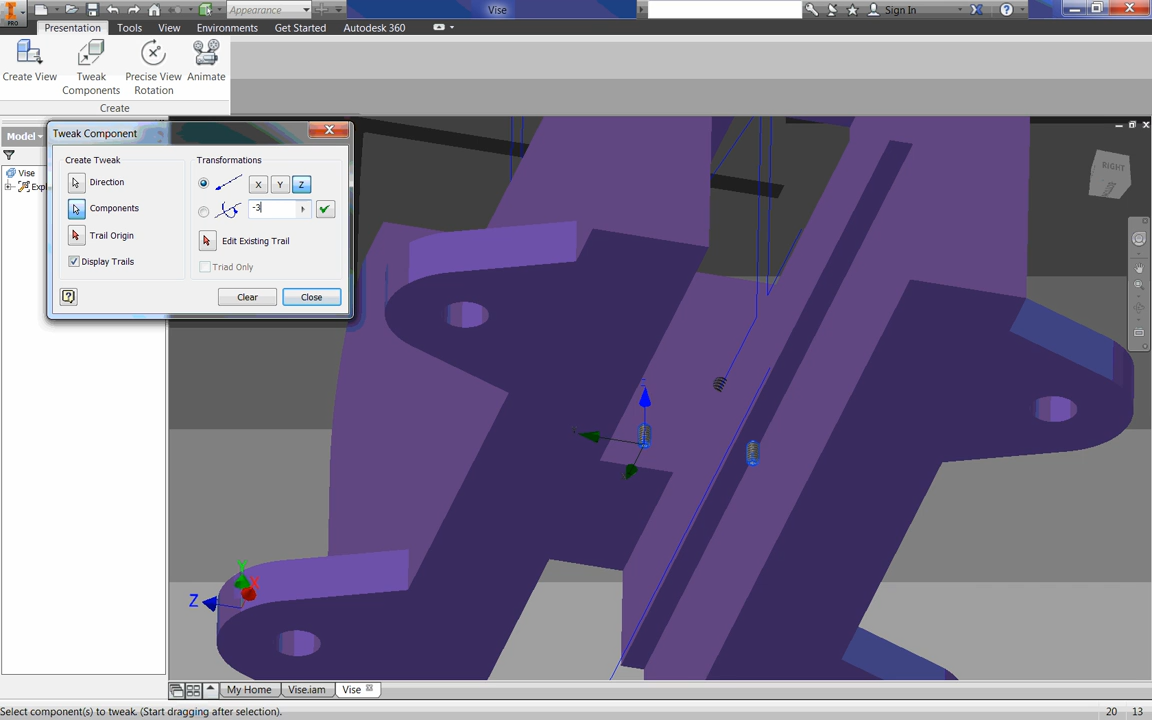 PRO
Appearance
Vise
Sign In
Presentation
Tools
View
Environments
Get Started
Autodesk 360
Create View
Tweak Components
Precise View Rotation
Animate
Create
Model
Tweak Component
Create Tweak
Transformations
Direction
X Y Z
Components
-3
Trail Origin
Edit Existing Trail
Display Trails
Triad Only
Clear
Close
Vise
Exp
RIGHT
Y
X
Z
My Home
Vise.iam
Vise
Select component(s) to tweak. (Start dragging after selection).
20 13